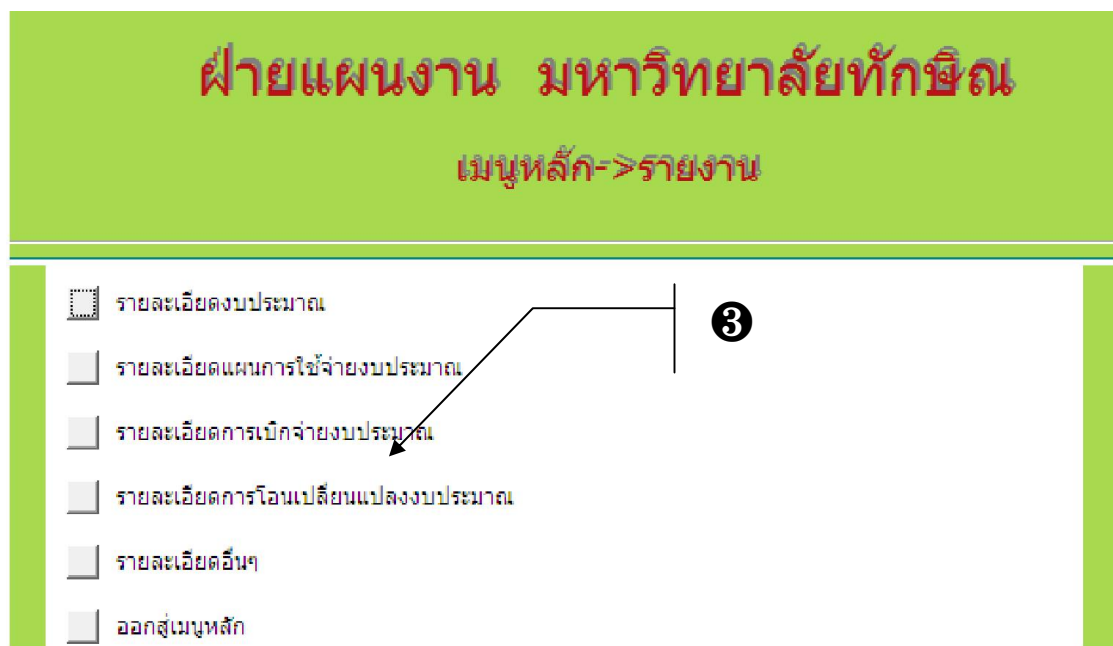 ฝ่ายแผนงาน มหาวิทยาลัยทักษิณ
เมนูหลัก->รายงาน
รายละเอียดงบประมาณ
❸
รายละเอียดแผนการใช้จ่ายงบประมาณ
รายละเอียดการเบิกจ่ายงบประมาณ
รายละเอียดการโอนเปลี่ยนแปลงงบประมาณ
รายละเอียดอื่นๆ
ออกสู่เมนูหลัก